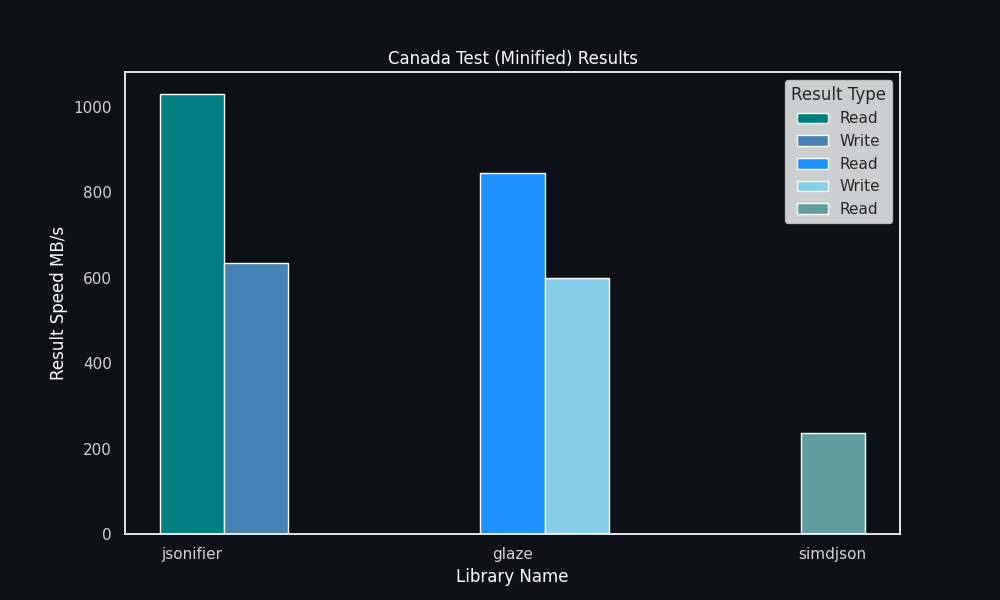 Canada Test (Minified) Results
Result Type
Read
Write
Read
Write
Read
Result Speed MB/s
1000
800
600
400
200
0
jsonifier
glaze
simdjson
Library Name